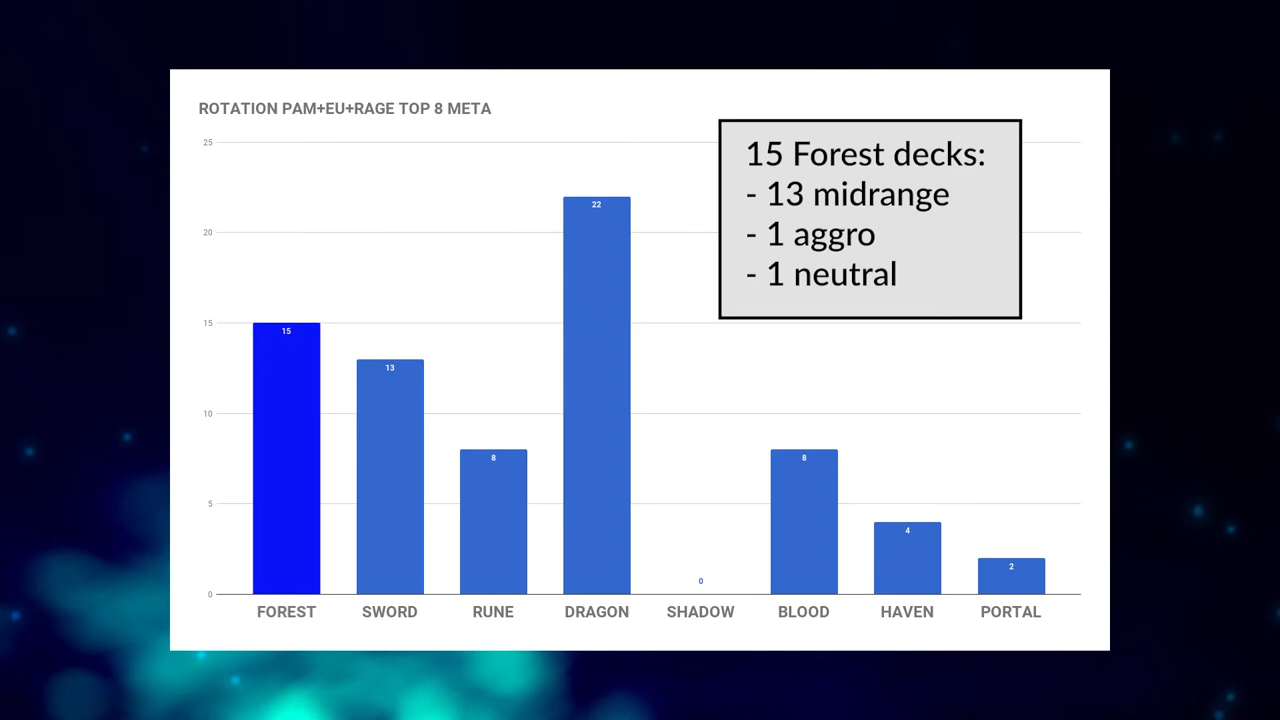 ROTATION PAM+EU+RAGE TOP 8 META
15 Forest decks:
- 13 midrange
- 1 aggro
- 1 neutral
25
20
15
10
5
0
15
13
8
22
0
8
4
2
FOREST SWORD RUNE DRAGON SHADOW BLOOD HAVEN PORTAL